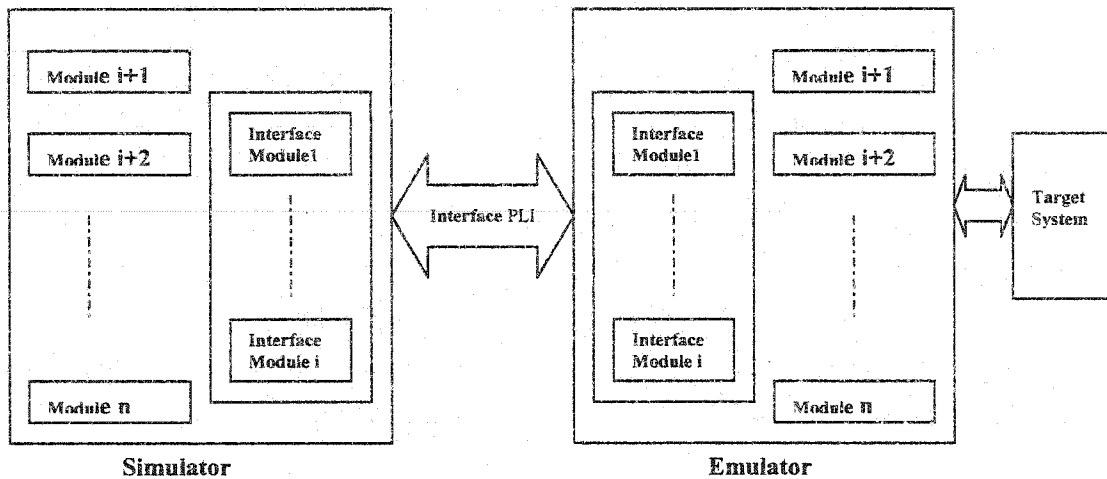 Module i+1
Module i+2
Module n
Interface
Module1
Interface
Module i
Simulator
Interface PLI
Interface
Module1
Interface
Module i
Module i+1
Module i+2
Module n
Emulator
Target
System